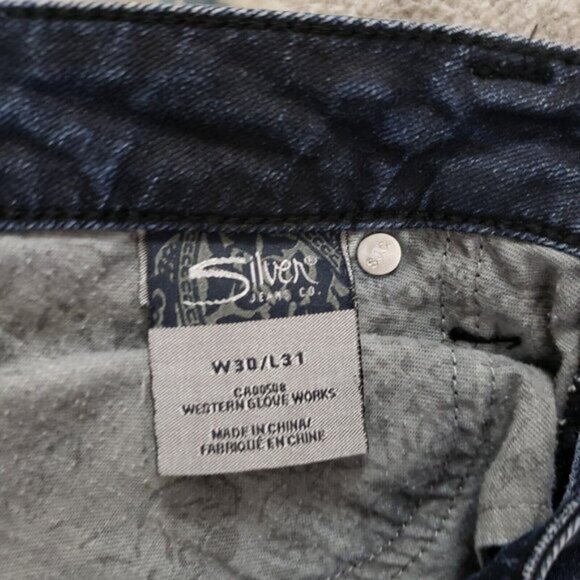 Silver®
JEANS CO.
W30/L31
CA00508
WESTERN GLOVE WORKS
MADE IN CHINA/
FABRIQUÉ EN CHINE